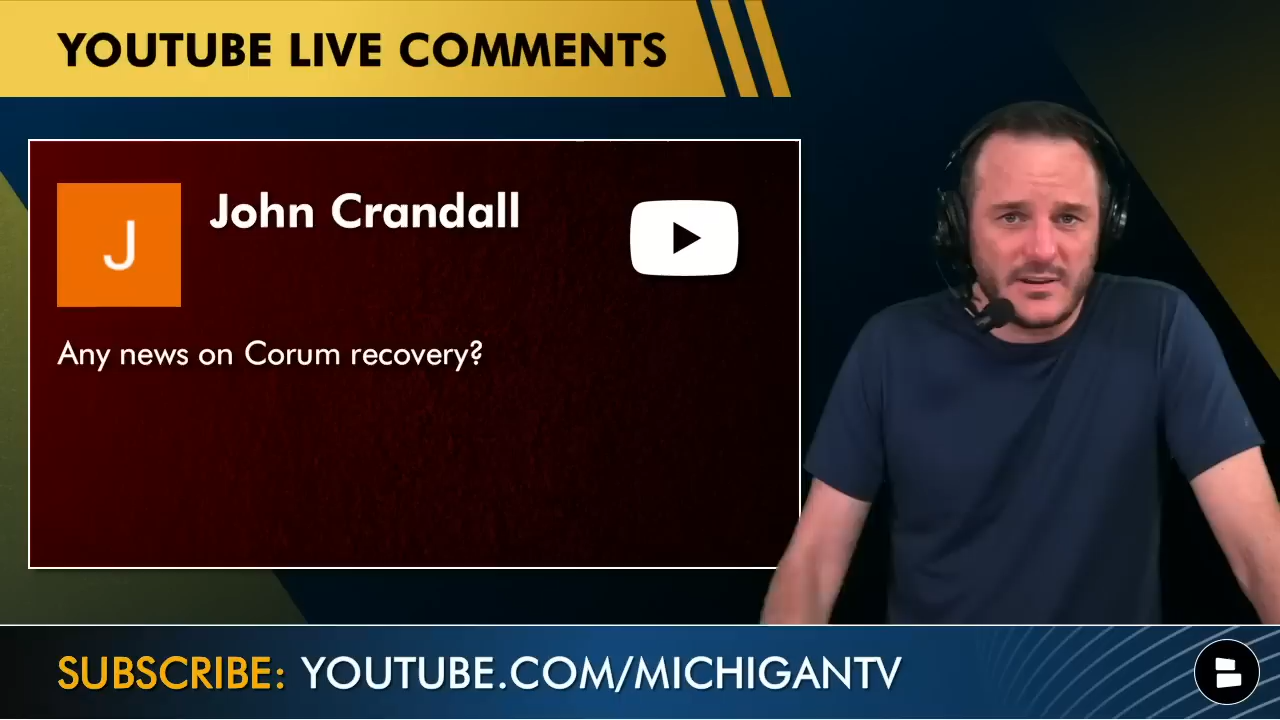 YOUTUBE LIVE COMMENTS
J
John Crandall
Any news on Corum recovery?
SUBSCRIBE: YOUTUBE.COM/MICHIGANTV